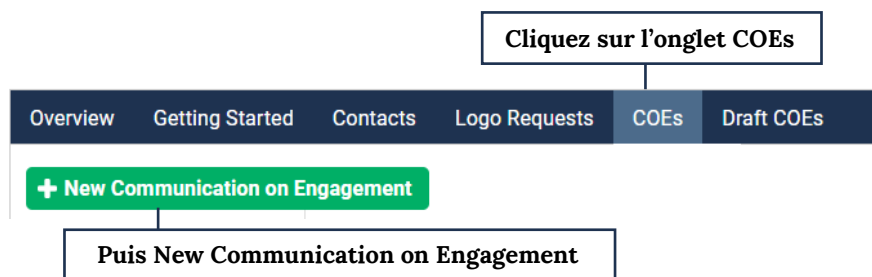 Cliquez sur l’onglet COEs
Overview Getting Started Contacts Logo Requests COEs Draft COEs
+ New Communication on Engagement
Puis New Communication on Engagement